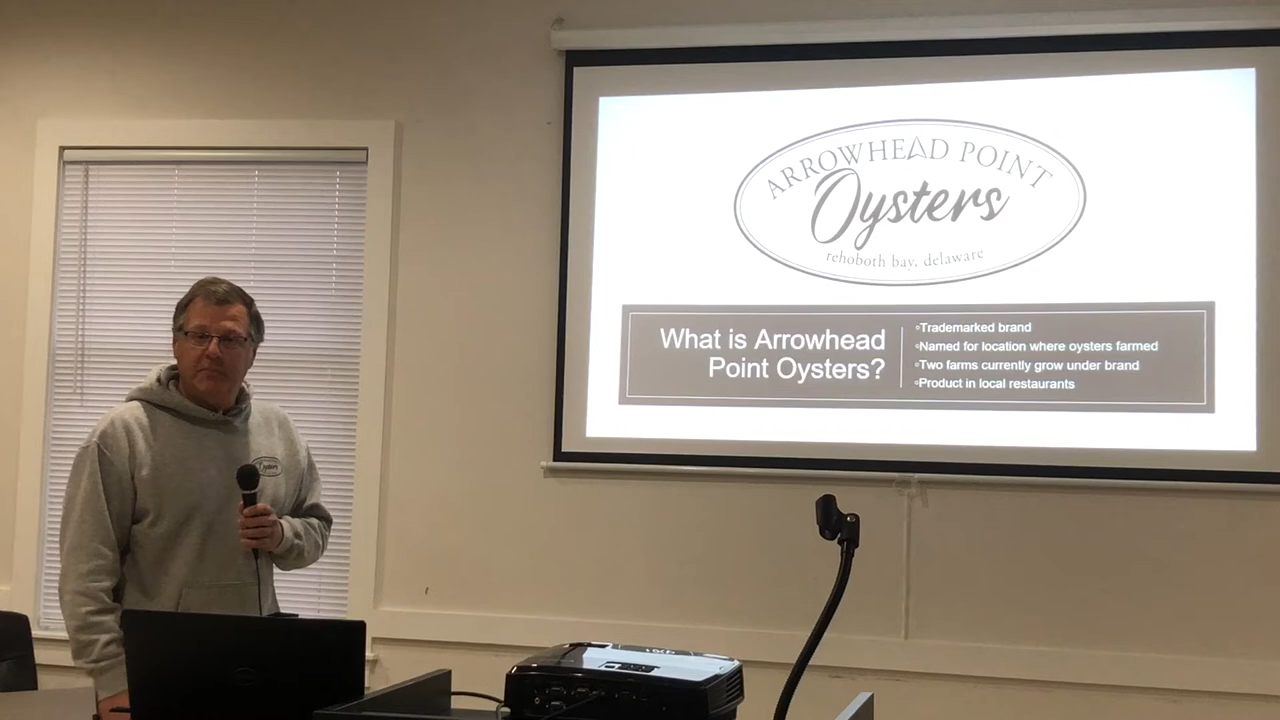 ARROWHEAD POINT
Oysters
rehoboth bay, delaware
What is Arrowhead
Point Oysters?
▫Trademarked brand
▫Named for location where oysters farmed
▫Two farms currently grow under brand
▫Product in local restaurants
Oysters